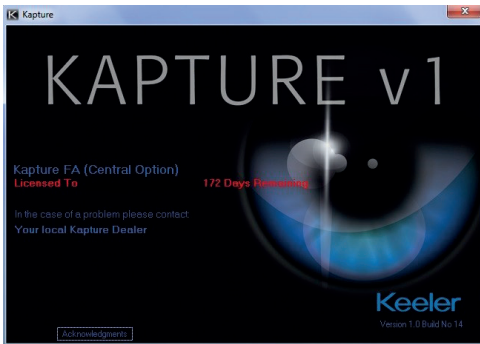 Kapture
KAPTURE v1
Kapture FA (Central Option)
Licensed To 172 Days Remaining
In the case of a problem please contact
Your local Kapture Dealer
Keeler
Version 1.0 Build No 14
Acknowledgments